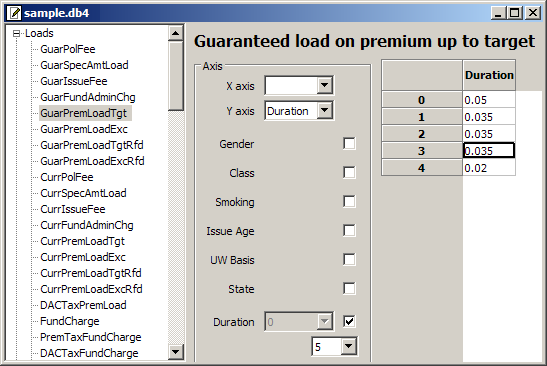 sample.db4
Loads
GuarPolFee
GuarSpecAmtLoad
GuarIssueFee
GuarFundAdminChg
GuarPremLoadTgt
GuarPremLoadExc
GuarPremLoadTgtRfd
GuarPremLoadExcRfd
CurrPolFee
CurrSpecAmtLoad
CurrIssueFee
CurrFundAdminChg
CurrPremLoadTgt
CurrPremLoadExc
CurrPremLoadTgtRfd
CurrPremLoadExcRfd
DACTaxPremLoad
FundCharge
PremTaxFundCharge
DACTaxFundCharge
Guaranteed load on premium up to target
Axis
X axis
Y axis Duration
Gender
Class
Smoking
Issue Age
UW Basis
State
Duration 0
5
Duration
0 0.05
1 0.035
2 0.035
3 0.035
4 0.02